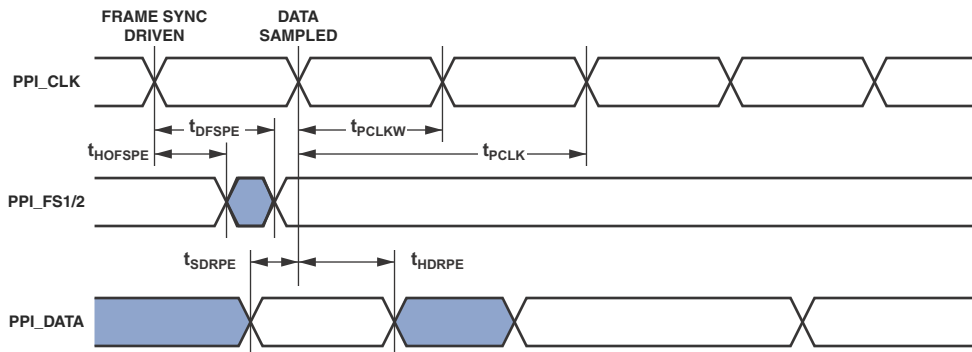 FRAME SYNC
DRIVEN
DATA
SAMPLED
PPI_CLK
tDFSPE
tPCLKW
tHOFSPE
tPCLK
PPI_FS1/2
tSDRPE
tHDRPE
PPI_DATA